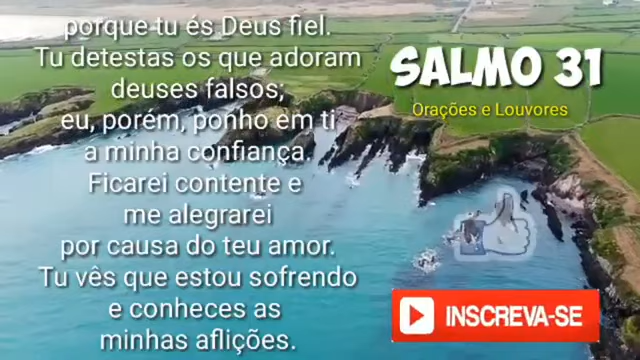 porque tu és Deus fiel.
Tu detestas os que adoram
deuses falsos;
eu, porém, ponho em ti
a minha confiança.
Ficarei contente e
me alegrarei
por causa do teu amor.
Tu vês que estou sofrendo
e conheces as
minhas aflições.
SALMO 31
Orações e Louvores
INSCREVA-SE